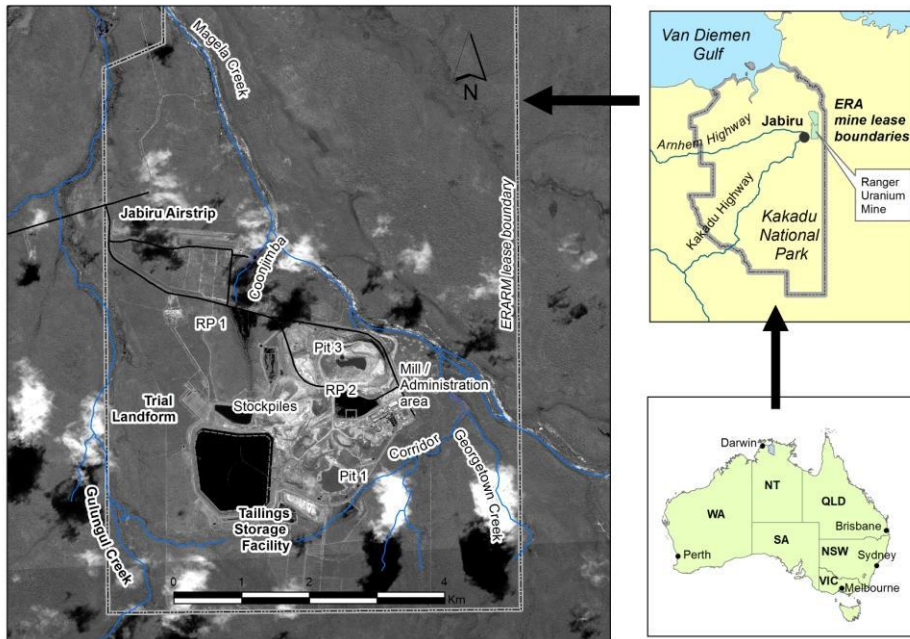 Magela Creek
N
Jabiru Airstrip
Coonjimba
ERARM lease boundary
RP 1
Pit 3
RP 2
Mill /
Administration
area
Trial
Landform
Stockpiles
Corridor
Georgetown Creek
Pit 1
Gulungul Creek
Tailings
Storage
Facility
0 2 4
Km
Van Diemen
Gulf
ERA
mine lease
boundaries
Jabiru
Arnhem Highway
Ranger
Uranium
Mine
Kakadu Highway
Kakadu
National
Park
Darwin
NT
WA
QLD
Brisbane
SA
Perth
NSW
Sydney
VIC
Melbourne